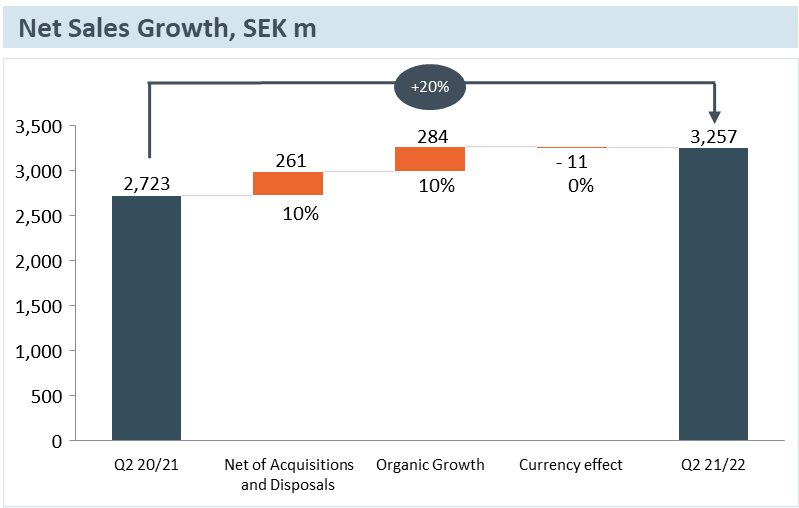 Net Sales Growth, SEK m
+20%
3,500
3,000
2,500
2,000
1,500
1,000
500
0
2,723
261
10%
284
10%
- 11
0%
3,257
Q2 20/21
Net of Acquisitions
and Disposals
Organic Growth
Currency effect
Q2 21/22